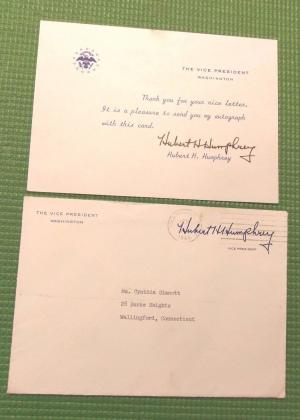 THE VICE PRESIDENT
WASHINGTON
Thank you for your nice letter.
It is a pleasure to send you my autograph
with this card.
Hubert H. Humphrey
Hubert H. Humphrey
THE VICE PRESIDENT
WASHINGTON
Hubert H. Humphrey
VICE PRESIDENT
Ms. Cynthia
25 Burke Heights
Wallingford, Connecticut